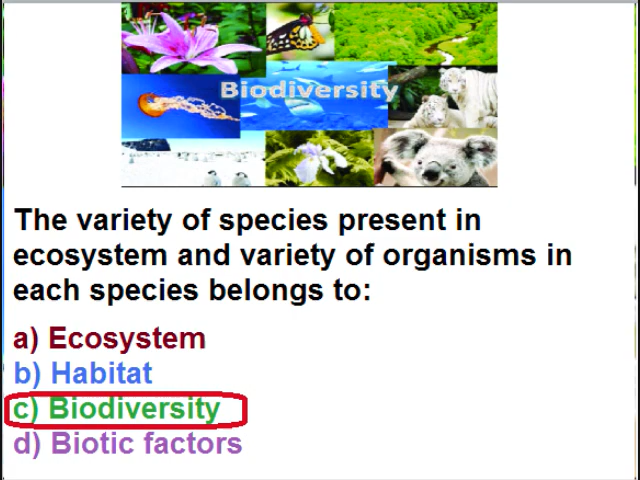 Biodiversity
The variety of species present in
ecosystem and variety of organisms in
each species belongs to:
a) Ecosystem
b) Habitat
c) Biodiversity
d) Biotic factors